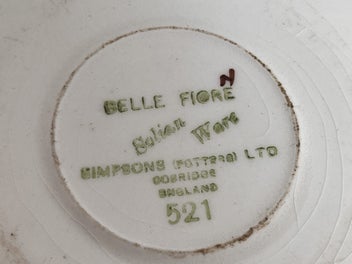 N
BELLE FIORE
Solian Ware
SIMPSONS (POTTERS) LTD
COBRIDGE
ENGLAND
521